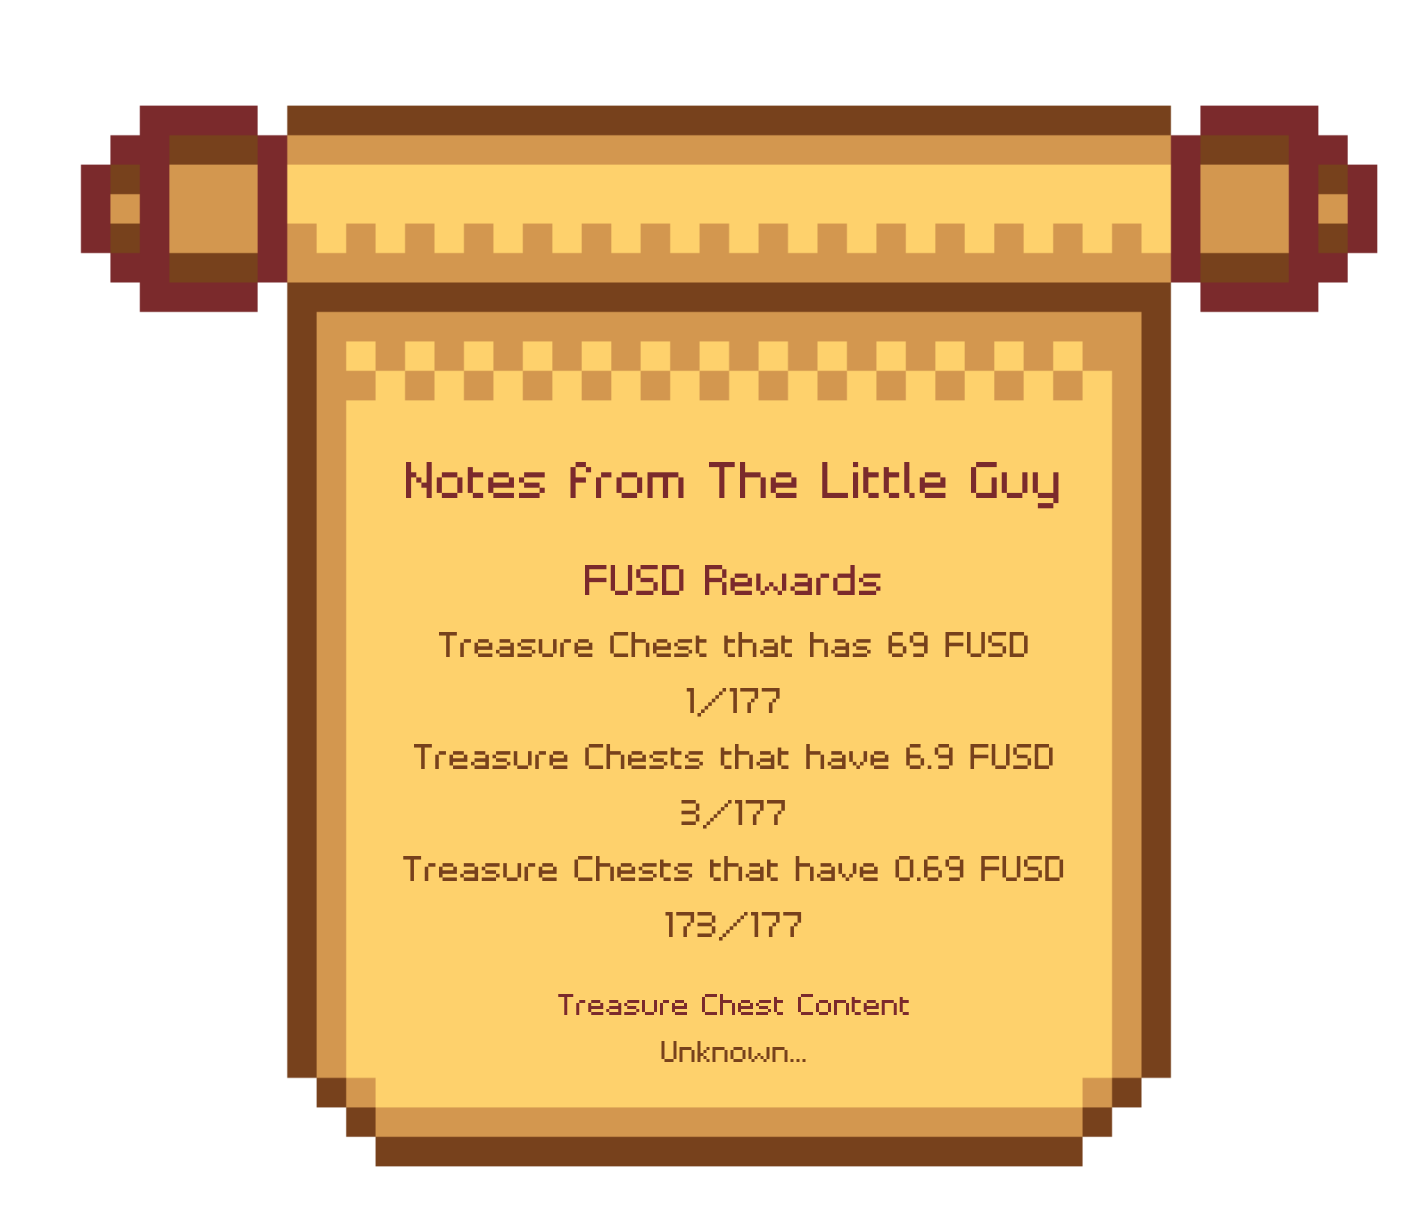 Notes from The Little Guy
FUSD Rewards
Treasure Chest that has 69 FUSD
1/177
Treasure Chests that have 6.9 FUSD
3/177
Treasure Chests that have 0.69 FUSD
173/177
Treasure Chest Content
Unknown...